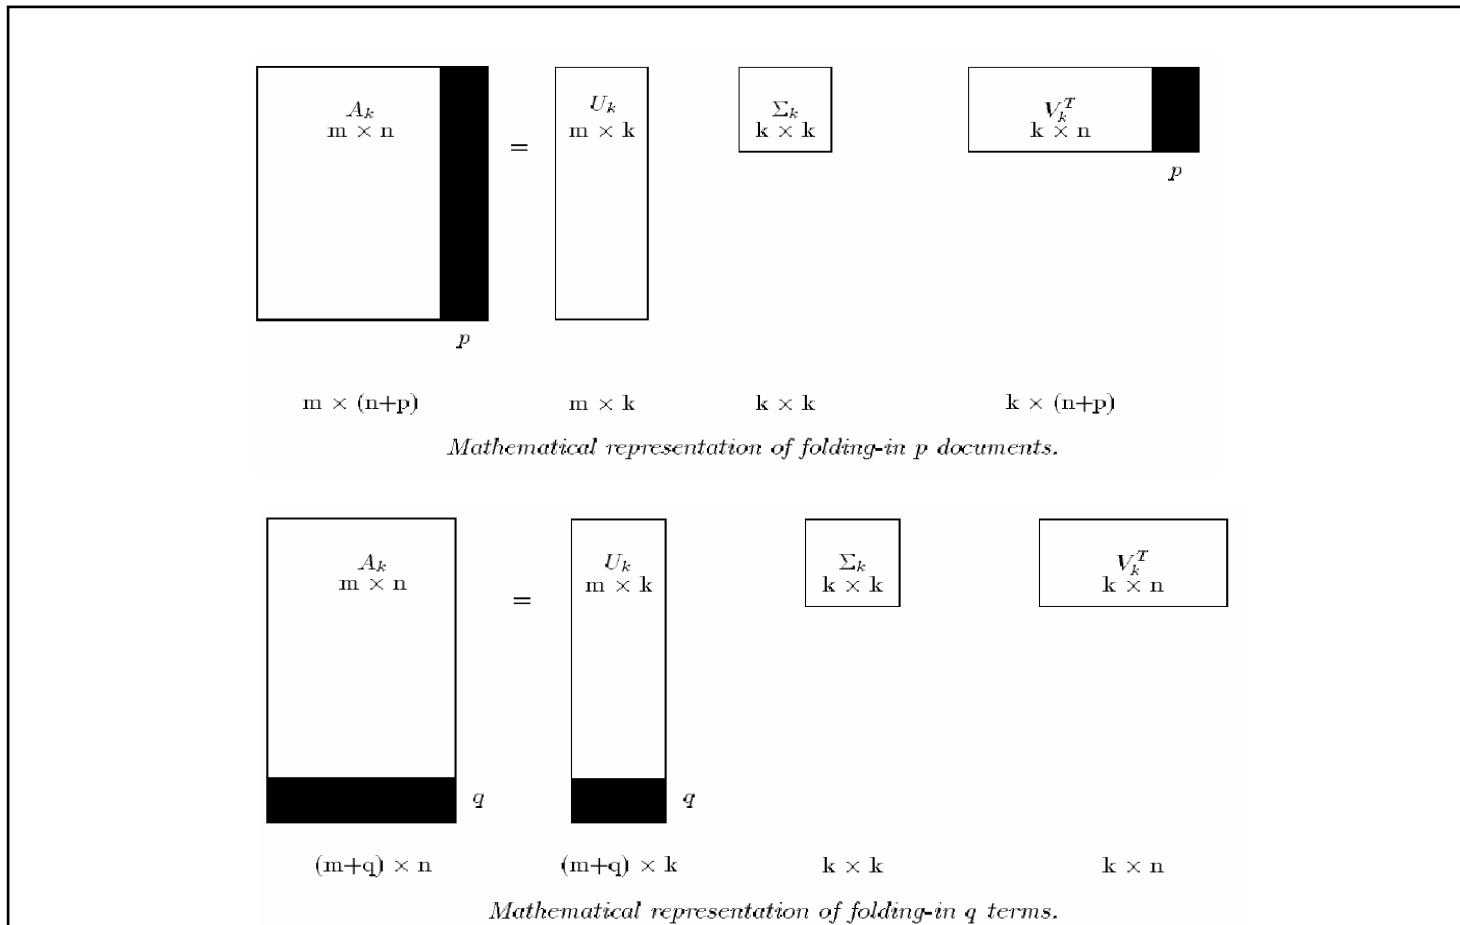 A_k U_k Σ_k V_k^T
m × n m × k k × k k × n
=
p
p
m × (n+p) m × k k × k k × (n+p)
Mathematical representation of folding-in p documents.
A_k U_k Σ_k V_k^T
m × n m × k k × k k × n
=
q q
(m+q) × n (m+q) × k k × k k × n
Mathematical representation of folding-in q terms.